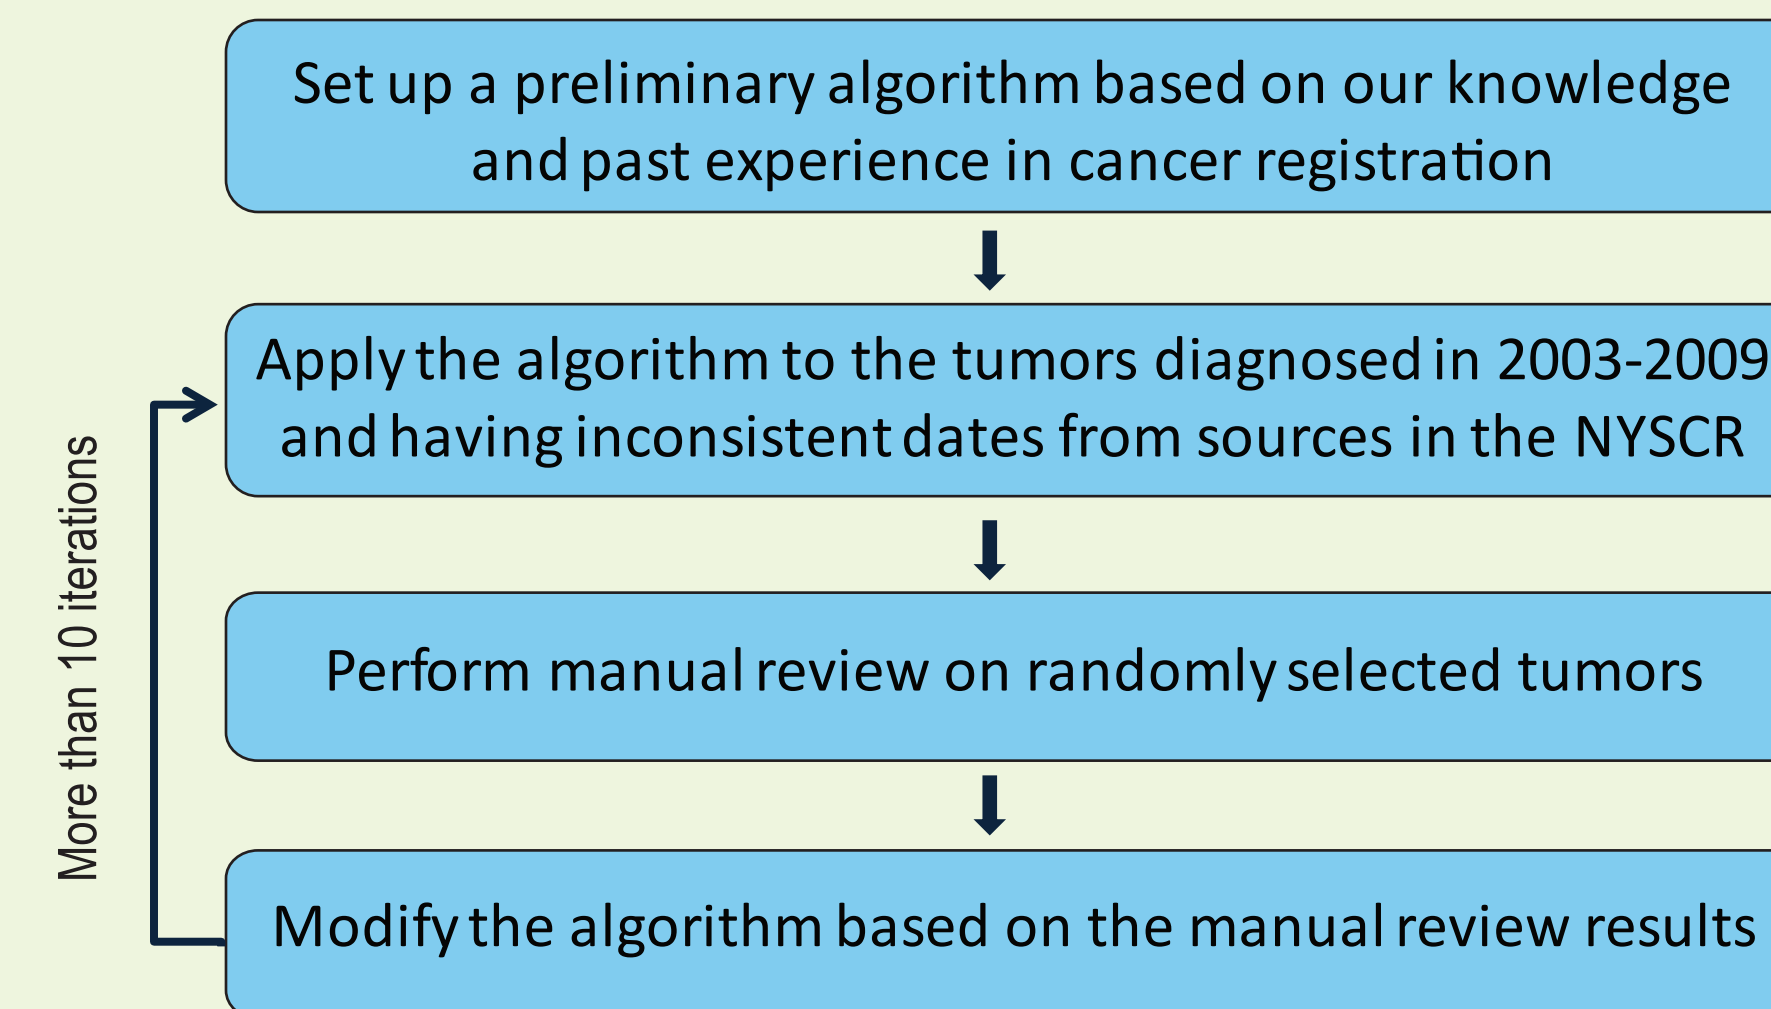 Set up a preliminary algorithm based on our knowledge
and past experience in cancer registration
Apply the algorithm to the tumors diagnosed in 2003-2009
and having inconsistent dates from sources in the NYSCR
More than 10 iterations
Perform manual review on randomly selected tumors
Modify the algorithm based on the manual review results